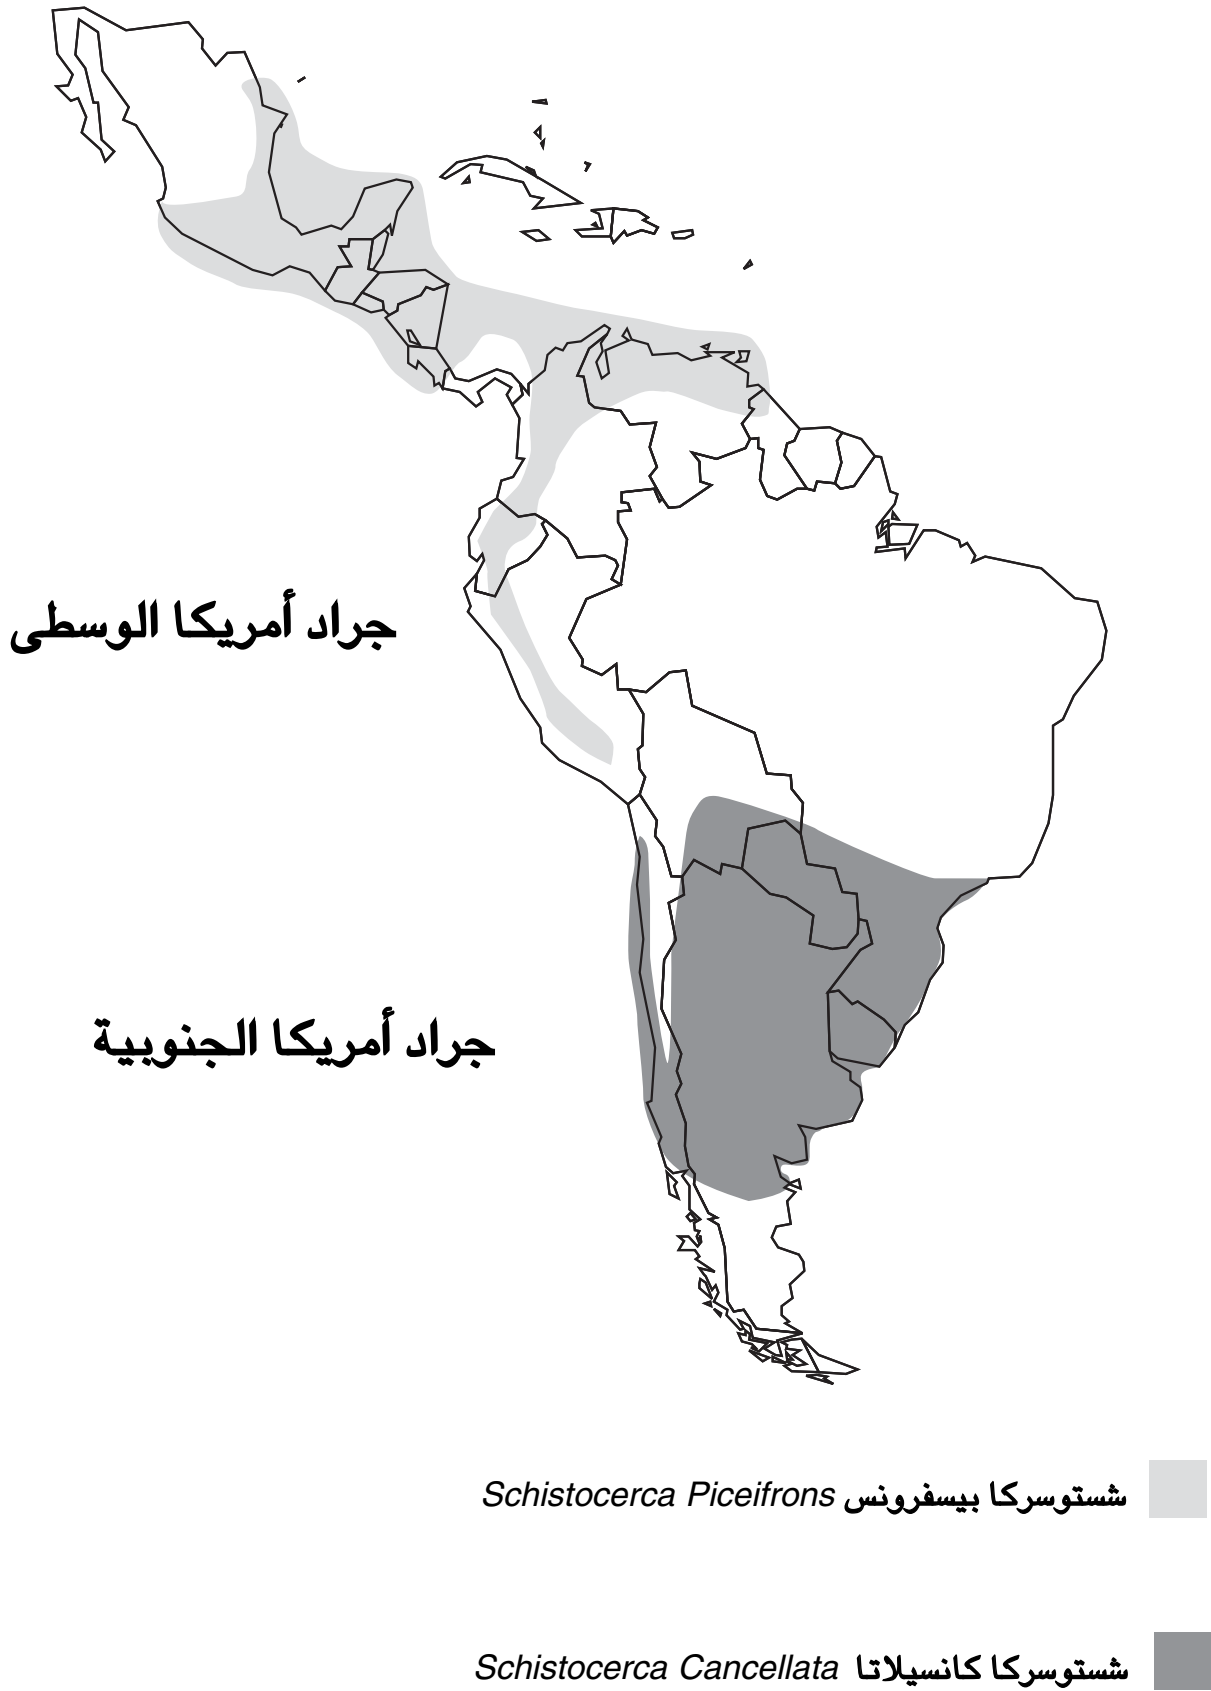 جراد أمريكا الوسطى
جراد أمريكا الجنوبية
شستوسركا بيسفرونس Schistocerca Piceifrons
شستوسركا كانسيلاتا Schistocerca Cancellata